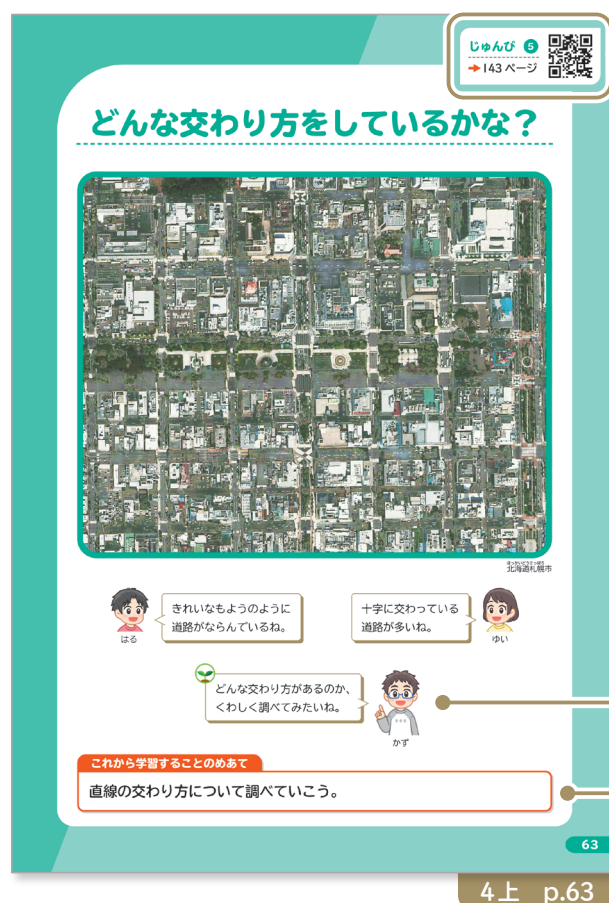 じゅんび 5
→143ページ
どんな交わり方をしているかな？
ほっかいどうさっぽろ
北海道札幌市
きれいなもようのように
道路がならんでいるね。
はる
十字に交わっている
道路が多いね。
ゆい
どんな交わり方があるのか、
くわしく調べてみたいね。
かず
これから学習することのめあて
直線の交わり方について調べていこう。
63
4上 p.63